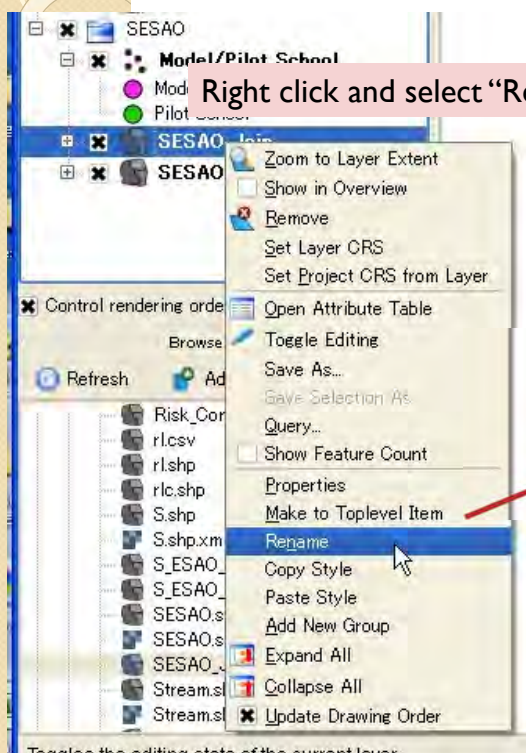 SESAO
Model/Pilot School
Right click and select "R
Pilot
SESAO_Join
SESAO
Zoom to Layer Extent
Show in Overview
Remove
Set Layer CRS
Set Project CRS from Layer
Control rendering orde
Open Attribute Table
Browse
Toggle Editing
Refresh
Ad
Save As...
Save Selection As
Risk_Cor
Query...
rl.csv
Show Feature Count
rl.shp
rlc.shp
Properties
S.shp
Make to Toplevel Item
S.shp.xm
Rename
S_ESAO_
Copy Style
S_ESAO_
Paste Style
SESAO.s
Add New Group
SESAO.s
Expand All
SESAO_J
Stream.sl
Collapse All
Stream.sl
Update Drawing Order
Toggles the editing state of the current layer